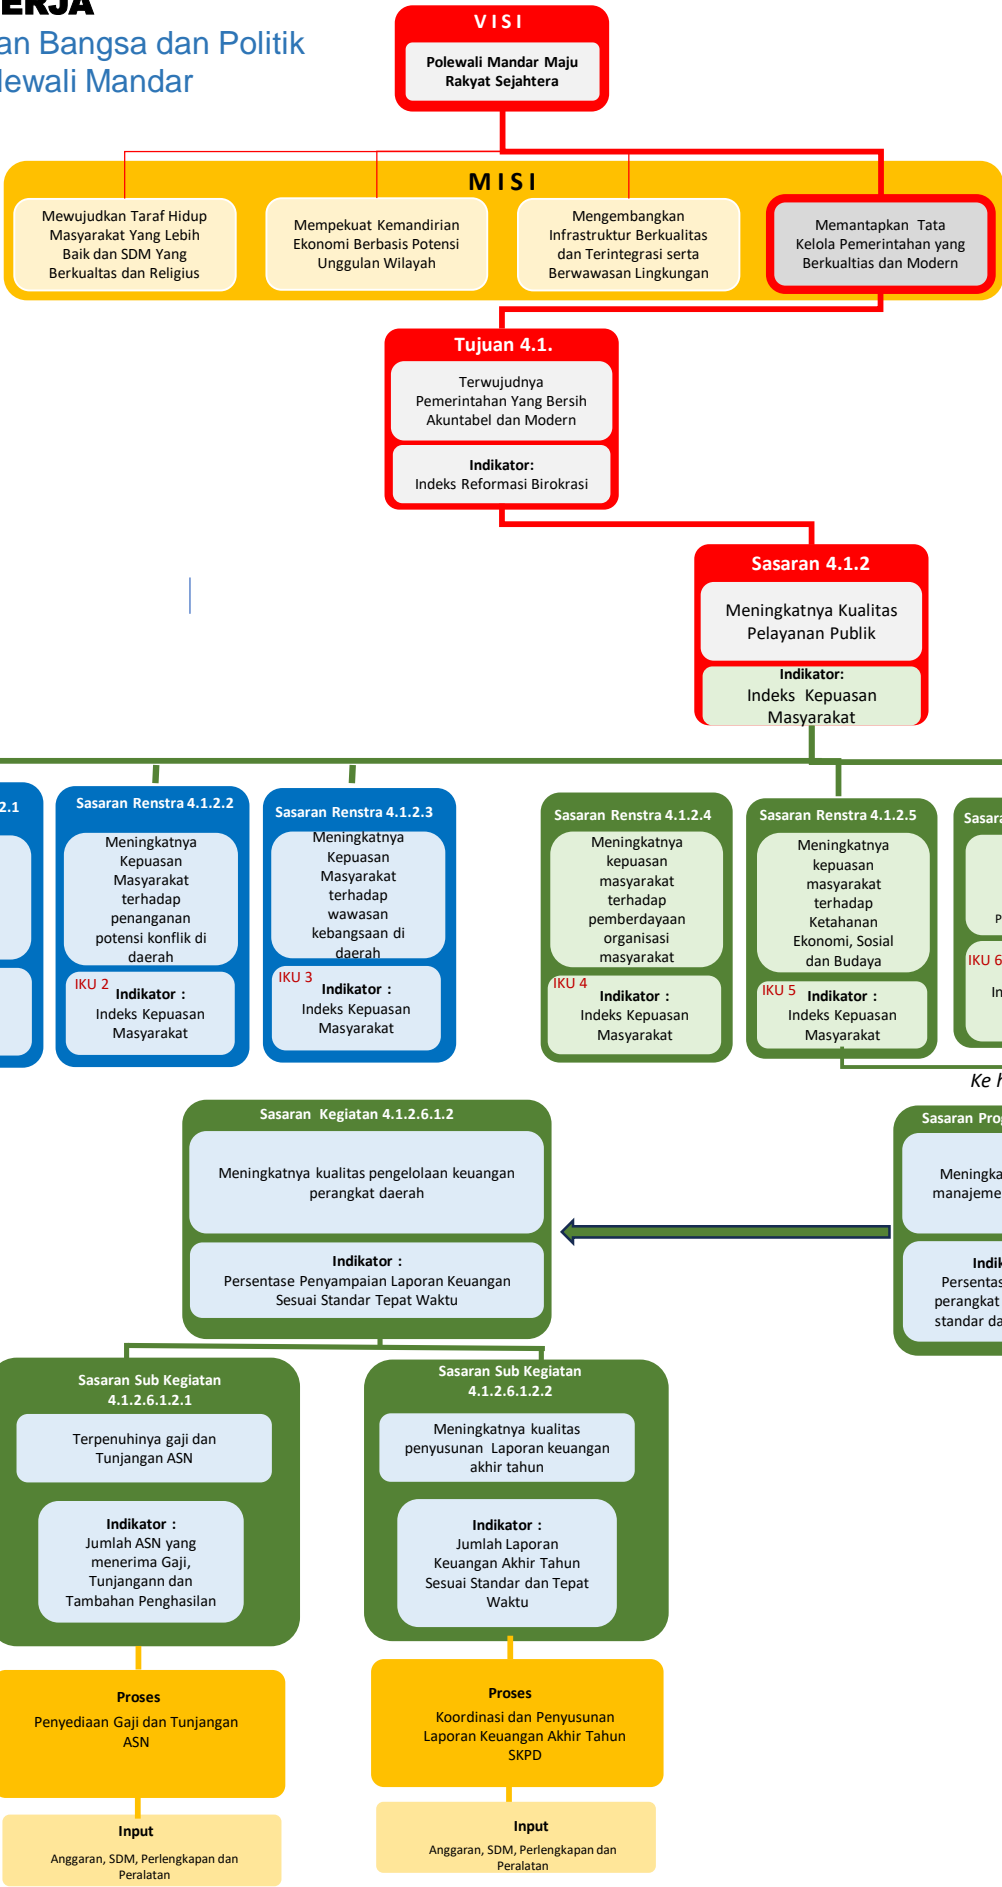 ERJA
an Bangsa dan Politik
lewali Mandar
V I S I
Polewali Mandar Maju
Rakyat Sejahtera
M I S I
Mewujudkan Taraf Hidup
Masyarakat Yang Lebih
Baik dan SDM Yang
Berkualtas dan Religius
Mempekuat Kemandirian
Ekonomi Berbasis Potensi
Unggulan Wilayah
Mengembangkan
Infrastruktur Berkualitas
dan Terintegrasi serta
Berwawasan Lingkungan
Memantapkan Tata
Kelola Pemerintahan yang
Berkualtias dan Modern
Tujuan 4.1.
Terwujudnya
Pemerintahan Yang Bersih
Akuntabel dan Modern
Indikator:
Indeks Reformasi Birokrasi
Sasaran 4.1.2
Meningkatnya Kualitas
Pelayanan Publik
Indikator:
Indeks Kepuasan
Masyarakat
2.1
Sasaran Renstra 4.1.2.2
Meningkatnya
Kepuasan
Masyarakat
terhadap
penanganan
potensi konflik di
daerah
IKU 2
Indikator :
Indeks Kepuasan
Masyarakat
Sasaran Renstra 4.1.2.3
Meningkatnya
Kepuasan
Masyarakat
terhadap
wawasan
kebangsaan di
daerah
IKU 3
Indikator :
Indeks Kepuasan
Masyarakat
Sasaran Renstra 4.1.2.4
Meningkatnya
kepuasan
masyarakat
terhadap
pemberdayaan
organisasi
masyarakat
IKU 4
Indikator :
Indeks Kepuasan
Masyarakat
Sasaran Renstra 4.1.2.5
Meningkatnya
kepuasan
masyarakat
terhadap
Ketahanan
Ekonomi, Sosial
dan Budaya
IKU 5
Indikator :
Indeks Kepuasan
Masyarakat
Sasara
P
IKU 6
In
Ke h
Sasaran Kegiatan 4.1.2.6.1.2
Meningkatnya kualitas pengelolaan keuangan
perangkat daerah
Indikator :
Persentase Penyampaian Laporan Keuangan
Sesuai Standar Tepat Waktu
Sasaran Prog
Meningka
manajeme
Indik
Persentas
perangkat
standar da
Sasaran Sub Kegiatan
4.1.2.6.1.2.1
Terpenuhinya gaji dan
Tunjangan ASN
Indikator :
Jumlah ASN yang
menerima Gaji,
Tunjangann dan
Tambahan Penghasilan
Sasaran Sub Kegiatan
4.1.2.6.1.2.2
Meningkatnya kualitas
penyusunan Laporan keuangan
akhir tahun
Indikator :
Jumlah Laporan
Keuangan Akhir Tahun
Sesuai Standar dan Tepat
Waktu
Proses
Penyediaan Gaji dan Tunjangan
ASN
Proses
Koordinasi dan Penyusunan
Laporan Keuangan Akhir Tahun
SKPD
Input
Anggaran, SDM, Perlengkapan dan
Peralatan
Input
Anggaran, SDM, Perlengkapan dan
Peralatan